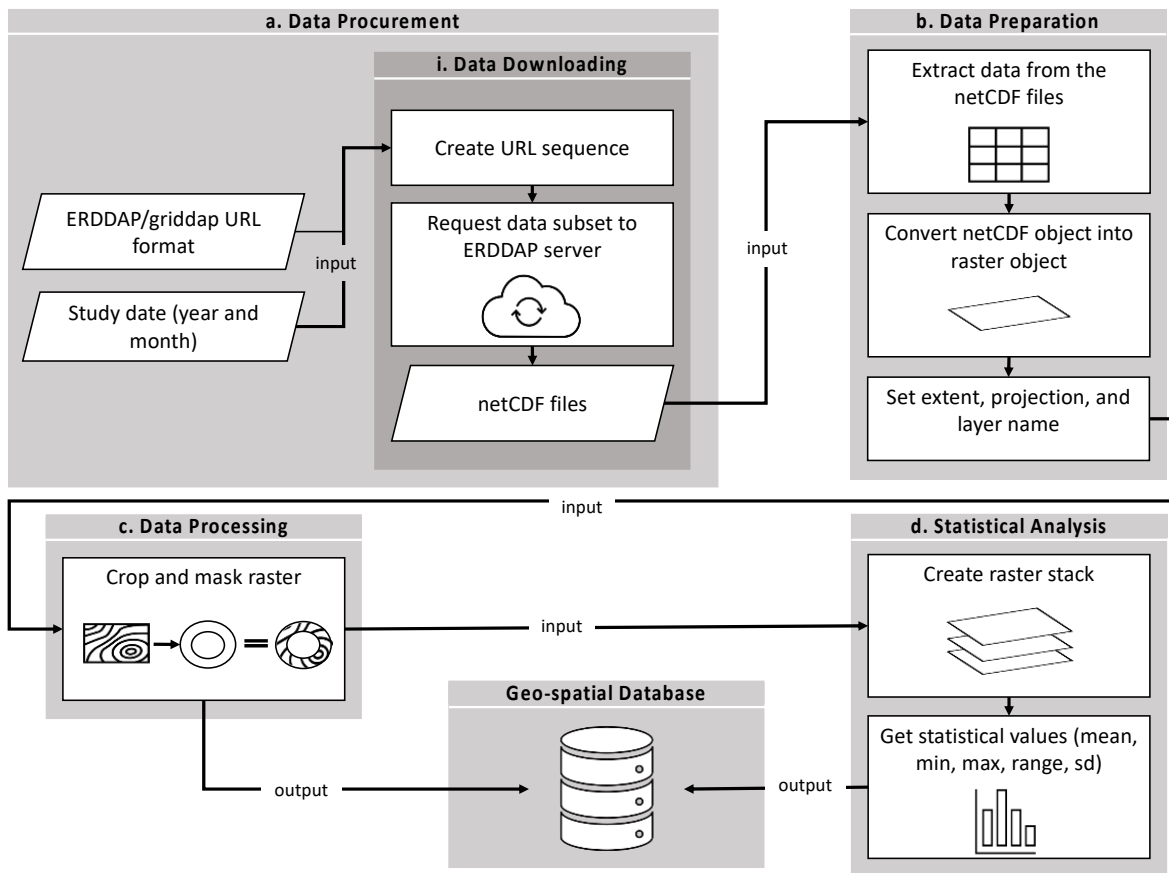 a. Data Procurement
i. Data Downloading
Create URL sequence
ERDDAP/griddap URL
format
Study date (year and
month)
input
Request data subset to
ERDDAP server
netCDF files
input
b. Data Preparation
Extract data from the
netCDF files
Convert netCDF object into
raster object
Set extent, projection, and
layer name
input
c. Data Processing
Crop and mask raster
input
output
d. Statistical Analysis
Create raster stack
Get statistical values (mean,
min, max, range, sd)
output
Geo-spatial Database